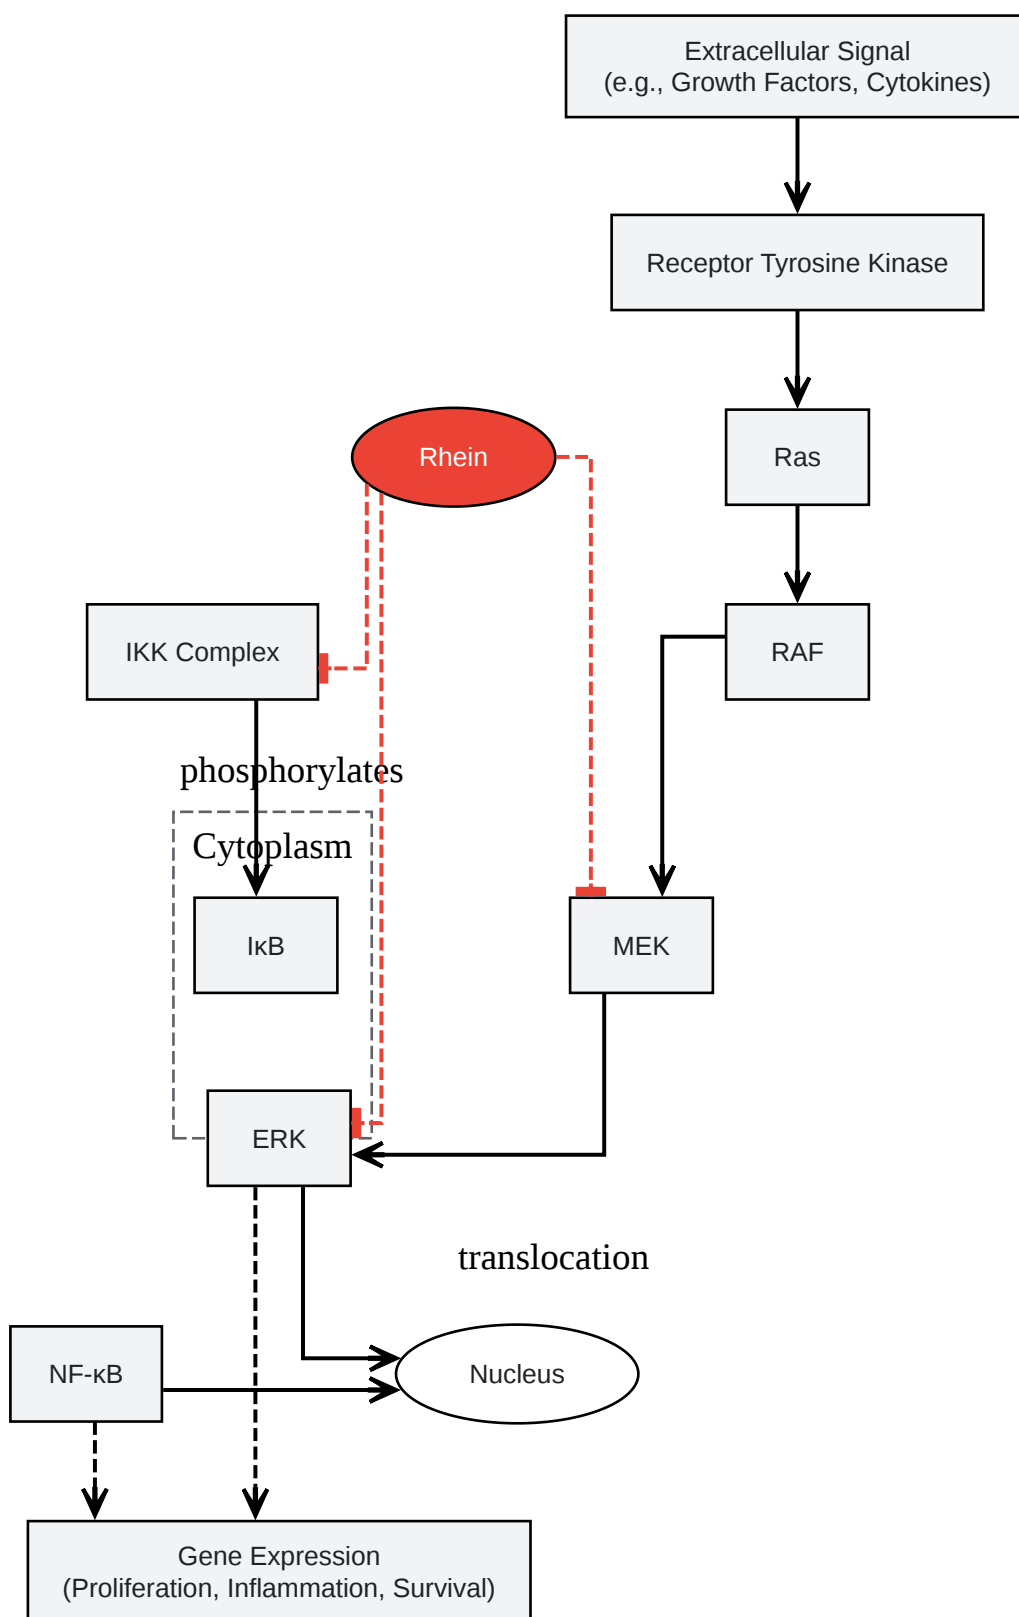 Extracellular Signal
(e.g., Growth Factors, Cytokines)
Receptor Tyrosine Kinase
Rhein
Ras
IKK Complex
RAF
phosphorylates
Cytoplasm
IκB
MEK
ERK
translocation
NF-κB
Nucleus
Gene Expression
(Proliferation, Inflammation, Survival)